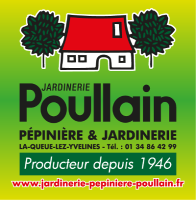 JARDINERIE
Poullain
PÉPINIÈRE & JARDINERIE
LA-QUEUE-LEZ-YVELINES - Tél. : 01 34 86 42 99
Producteur depuis 1946
www.jardinerie-pepiniere-poullain.fr